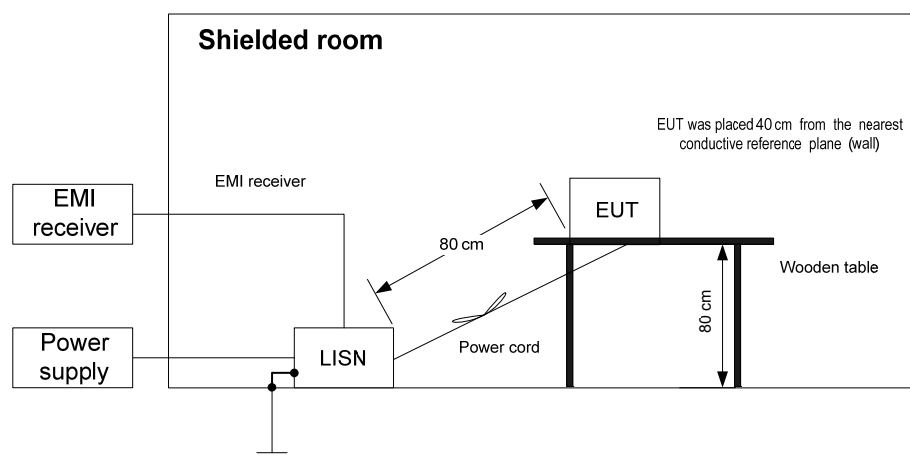 Shielded room
EUT was placed 40 cm from the nearest
conductive reference plane (wall)
EMI receiver
EMI
receiver
EUT
80 cm
Wooden table
80 cm
Power
supply
LISN
Power cord